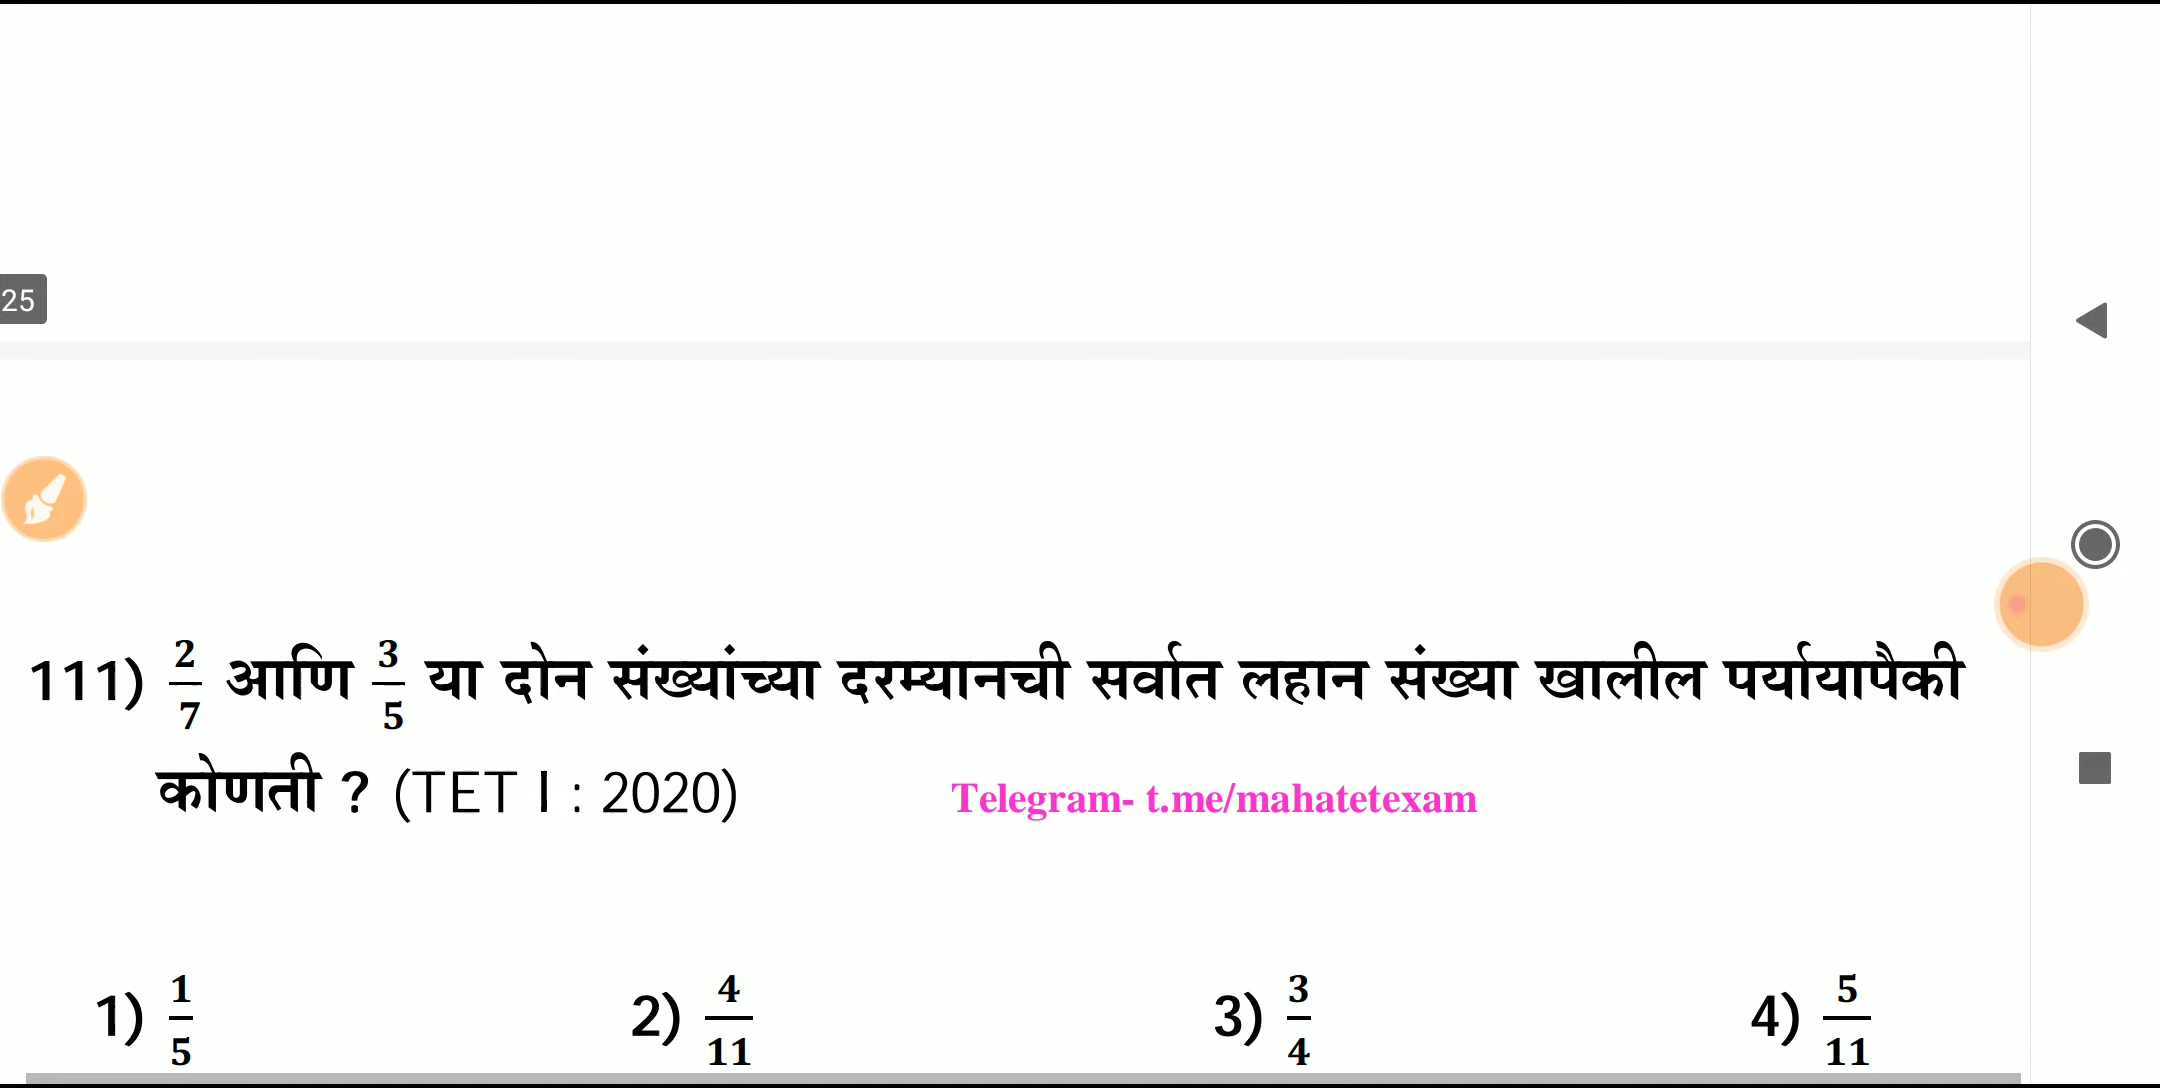 25
111) 2/7 आणि 3/5 या दोन संख्यांच्या दरम्यानची सर्वात लहान संख्या खालील पर्यायापैकी
कोणती ? (TET I : 2020) Telegram- t.me/mahatetexam
1) 1/5 2) 4/11 3) 3/4 4) 5/11